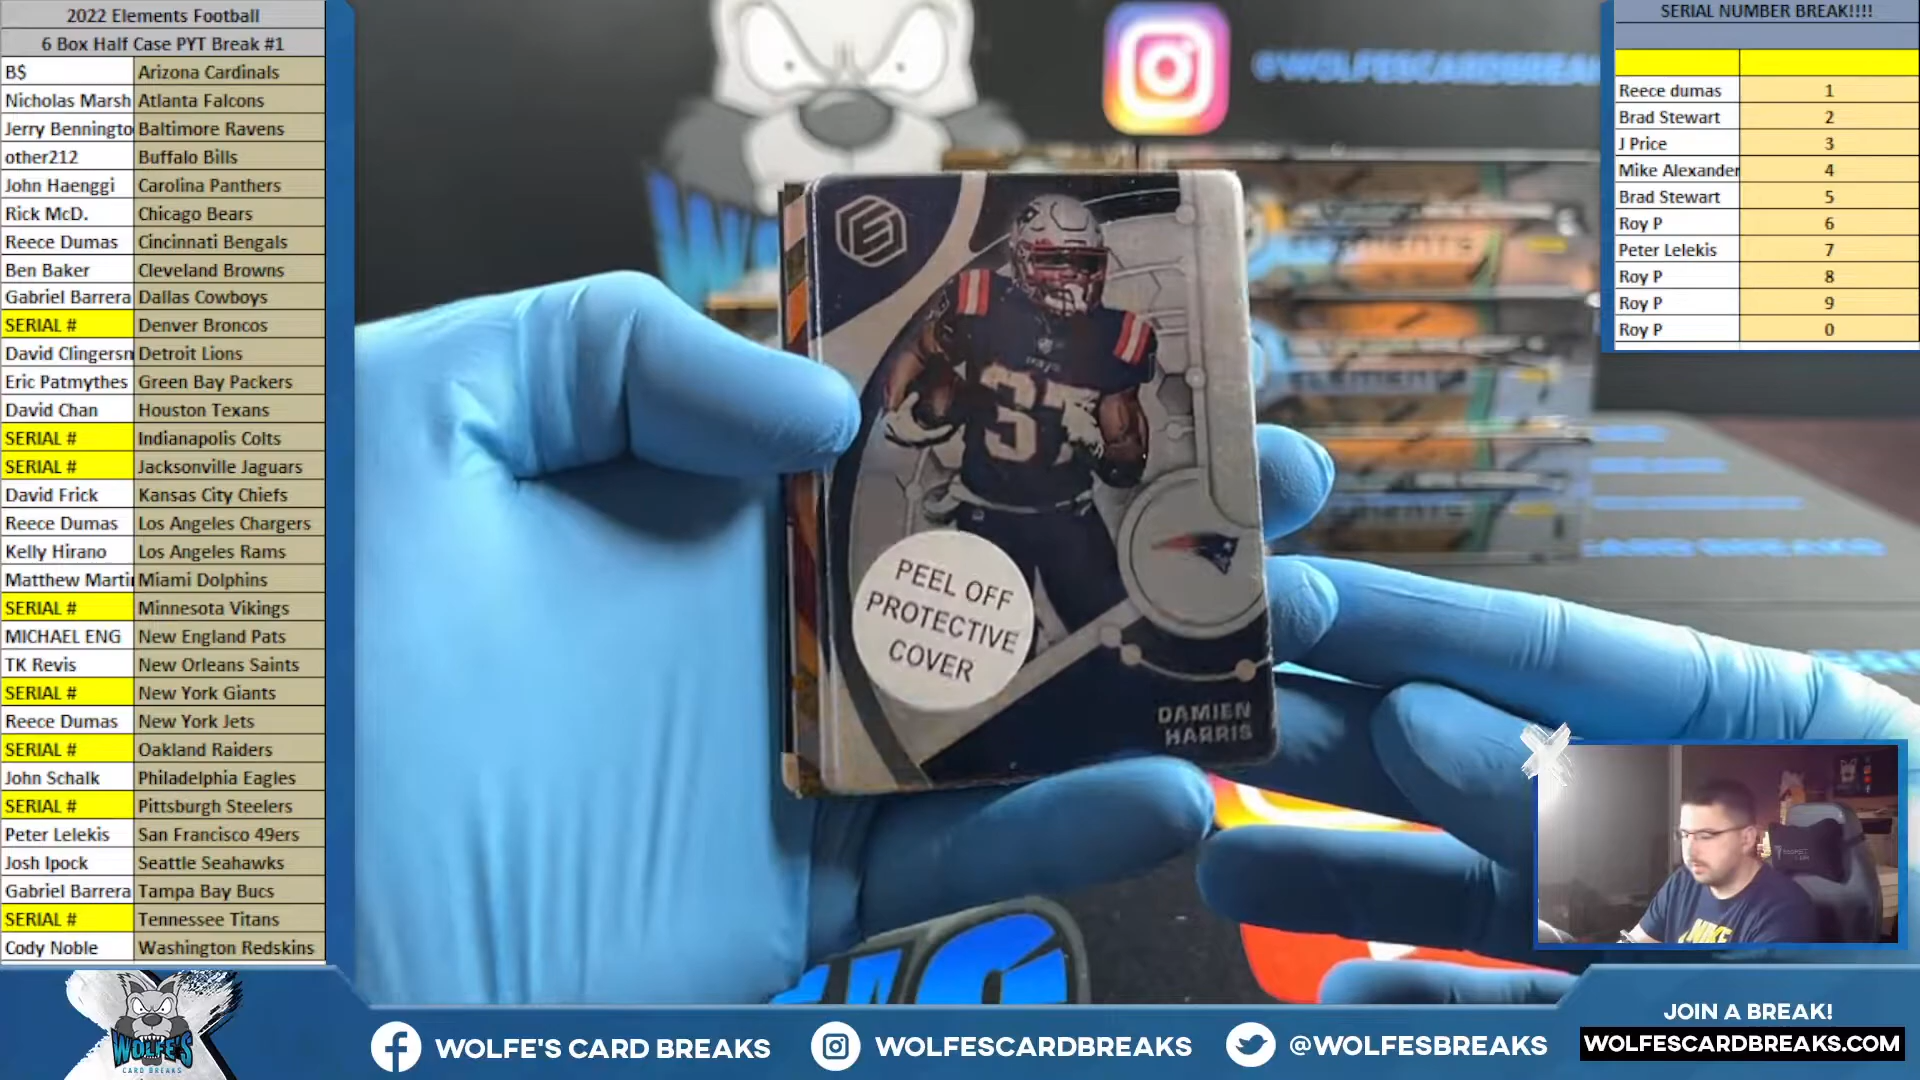 2022 Elements Football
6 Box Half Case PYT Break #1
B$ Arizona Cardinals
Nicholas Marsh Atlanta Falcons
Jerry Benningto Baltimore Ravens
other212 Buffalo Bills
John Haenggi Carolina Panthers
Rick McD. Chicago Bears
Reece Dumas Cincinnati Bengals
Ben Baker Cleveland Browns
Gabriel Barrera Dallas Cowboys
SERIAL # Denver Broncos
David Clingersn Detroit Lions
Eric Patmythes Green Bay Packers
David Chan Houston Texans
SERIAL # Indianapolis Colts
SERIAL # Jacksonville Jaguars
David Frick Kansas City Chiefs
Reece Dumas Los Angeles Chargers
Kelly Hirano Los Angeles Rams
Matthew Marti Miami Dolphins
SERIAL # Minnesota Vikings
MICHAEL ENG New England Pats
TK Revis New Orleans Saints
SERIAL # New York Giants
Reece Dumas New York Jets
SERIAL # Oakland Raiders
John Schalk Philadelphia Eagles
SERIAL # Pittsburgh Steelers
Peter Lelekis San Francisco 49ers
Josh Ipock Seattle Seahawks
Gabriel Barrera Tampa Bay Bucs
SERIAL # Tennessee Titans
Cody Noble Washington Redskins
@WOLFESCARDBREA
37
PEEL OFF
PROTECTIVE
COVER
DAMIEN
HARRIS
SERIAL NUMBER BREAK!!!!
Reece dumas 1
Brad Stewart 2
J Price 3
Mike Alexander 4
Brad Stewart 5
Roy P 6
Peter Lelekis 7
Roy P 8
Roy P 9
Roy P 0
WOLFE'S
CARD BREAKS
WOLFE'S CARD BREAKS
WOLFESCARDBREAKS
@WOLFESBREAKS
JOIN A BREAK!
WOLFESCARDBREAKS.COM